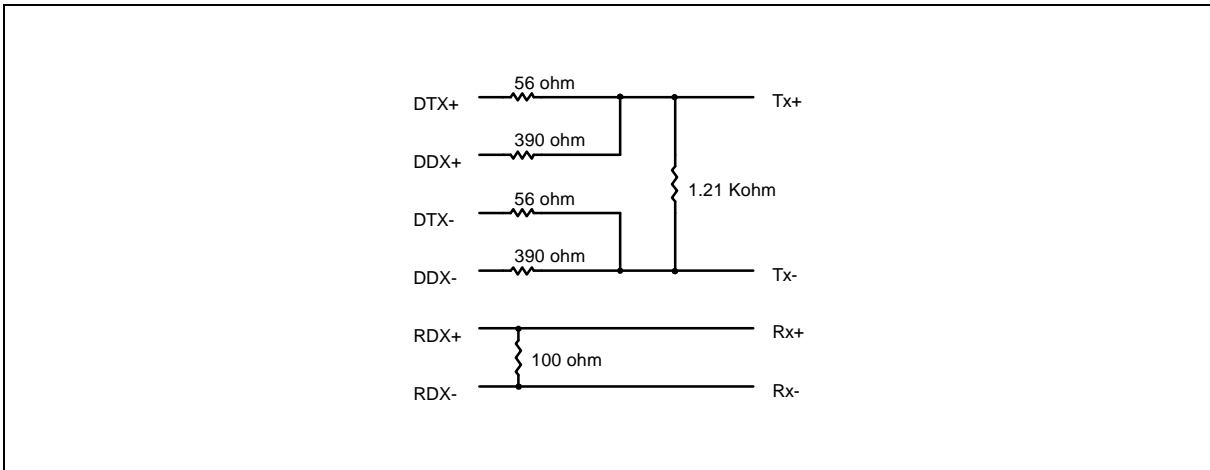 56 ohm
DTX+ Tx+
390 ohm
DDX+
1.21 Kohm
56 ohm
DTX-
390 ohm
DDX- Tx-
RDX+ Rx+
100 ohm
RDX- Rx-